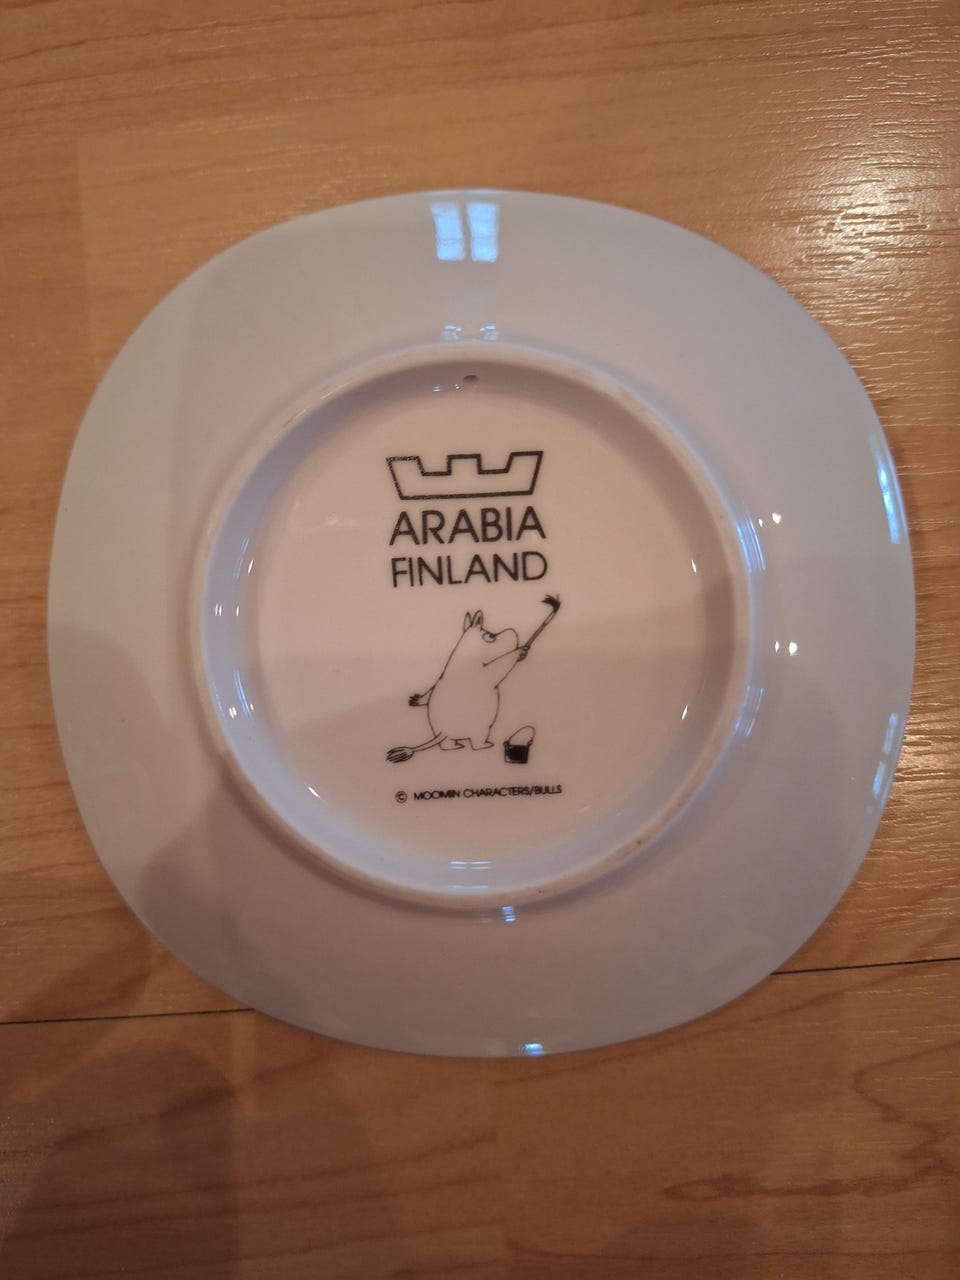 ARABIA
FINLAND
© MOOMIN CHARACTERS/BULLS